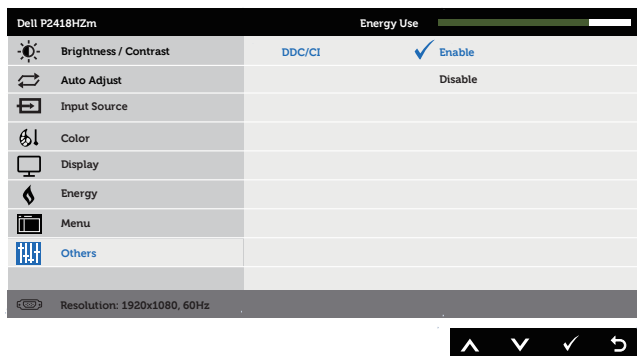 Dell P2418HZm Energy Use
Brightness / Contrast DDC/CI Enable
Auto Adjust Disable
Input Source
Color
Display
Energy
Menu
Others
Resolution: 1920x1080, 60Hz